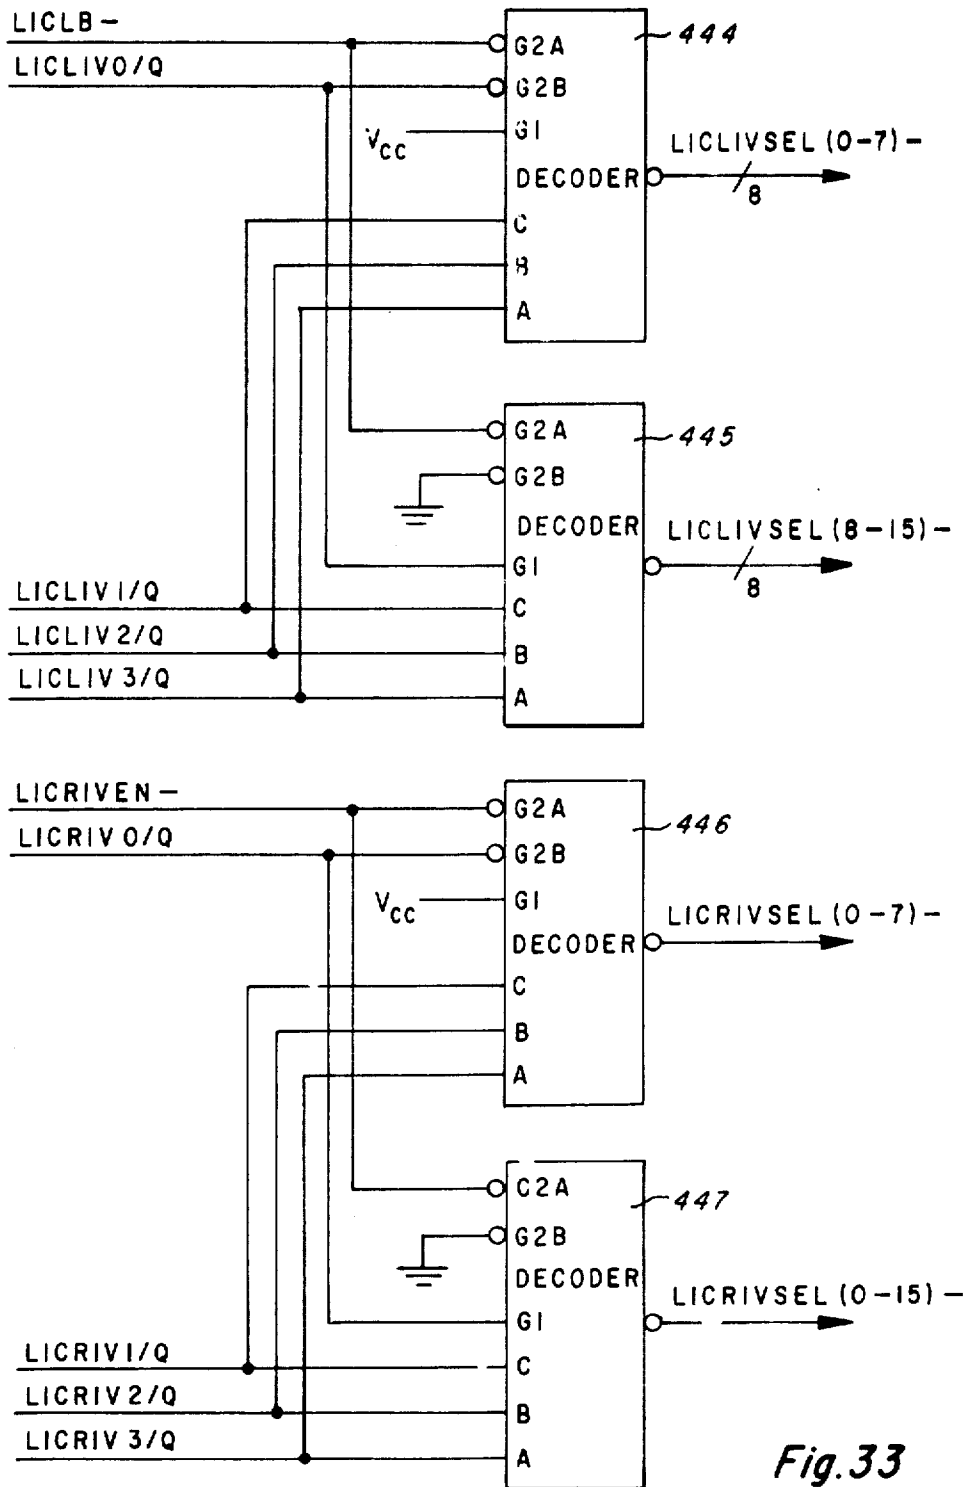 LICLB-
LICLIV0/Q
G2A
G2B
VCC
G1
DECODER
C
B
A
444
LICLIVSEL (0-7)-
8
G2A
G2B
DECODER
G1
C
B
A
445
LICLIVSEL (8-15)-
8
LICLIV1/Q
LICLIV2/Q
LICLIV3/Q
LICRIVEN-
LICRIV0/Q
G2A
G2B
VCC
G1
DECODER
C
B
A
446
LICRIVSEL (0-7)-
C2A
G2B
DECODER
G1
C
B
A
447
LICRIVSEL (0-15)-
LICRIV1/Q
LICRIV2/Q
LICRIV3/Q
Fig.33